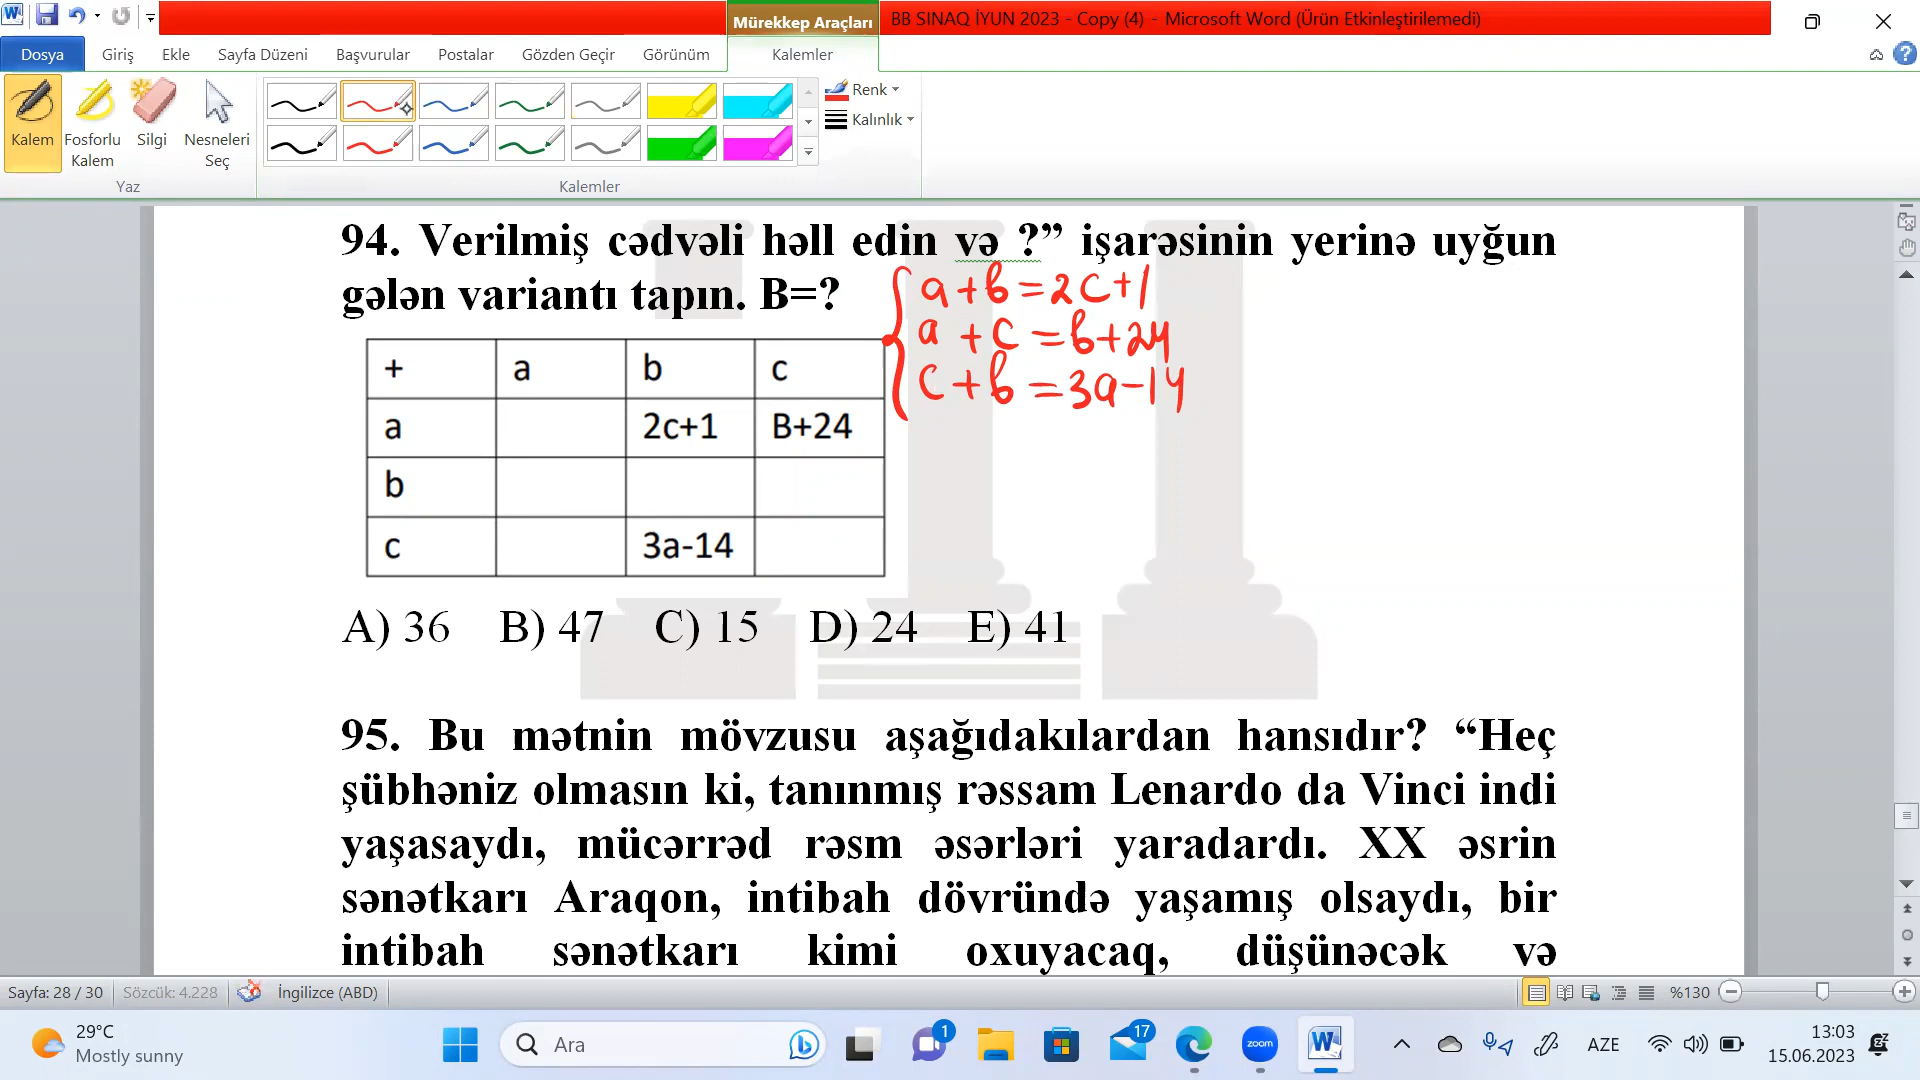 Mürekkep Araçları
BB SINAQ İYUN 2023 - Copy (4) - Microsoft Word (Ürün Etkinleştirilemedi)
Dosya Giriş Ekle Sayfa Düzeni Başvurular Postalar Gözden Geçir Görünüm Kalemler
Kalem
Fosforlu Kalem
Silgi
Nesneleri Seç
Renk
Kalınlık
Yaz
Kalemler
94. Verilmiş cədvəli həll edin və ?” işarəsinin yerinə uyğun
gələn variantı tapın. B=?
a+b=2c+1
a+c=b+24
c+b=3a-14
+ a b c
a 2c+1 B+24
b
c 3a-14
A) 36 B) 47 C) 15 D) 24 E) 41
95. Bu mətnin mövzusu aşağıdakılardan hansıdır? “Heç
şübhəniz olmasın ki, tanınmış rəssam Lenardo da Vinci indi
yaşasaydı, mücərrəd rəsm əsərləri yaradardı. XX əsrin
sənətkarı Araqon, intibah dövründə yaşamış olsaydı, bir
intibah sənətkarı kimi oxuyacaq, düşünəcək və
Sayfa: 28 / 30 Sözcük: 4.228 İngilizce (ABD) %130
29°C
Mostly sunny
Ara
1
17
zoom
AZE
13:03
15.06.2023